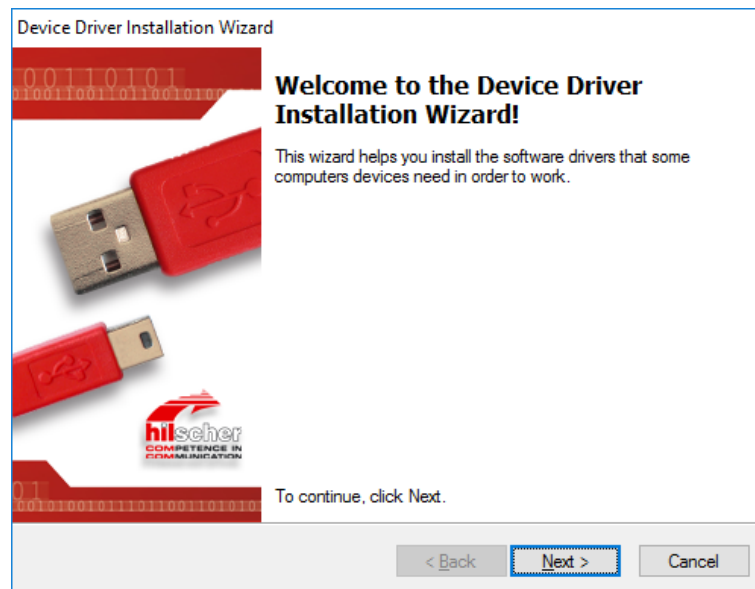 Device Driver Installation Wizard
00110101
Welcome to the Device Driver
Installation Wizard!
This wizard helps you install the software drivers that some
computers devices need in order to work.
hilscher
COMPETENCE IN
COMMUNICATION
To continue, click Next.
01
< Back
Next >
Cancel